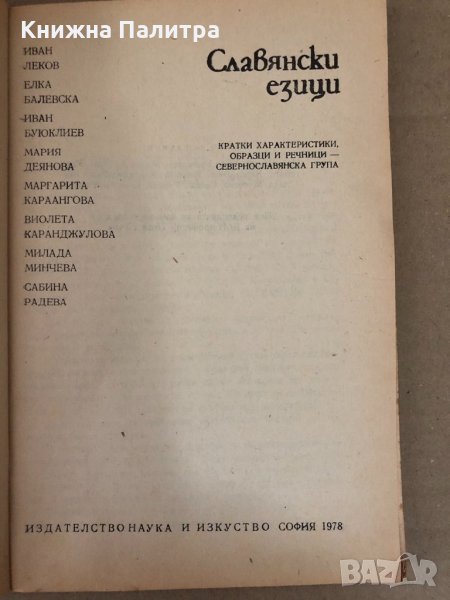 Книжна Палитра
ИВАН
ЛЕКОВ
ЕЛКА
БАЛЕВСКА
ИВАН
БУЮКЛИЕВ
МАРИЯ
ДЕЯНОВА
МАРГАРИТА
КАРААНГОВА
ВИОЛЕТА
КАРАНДЖУЛОВА
МИЛАДА
МИНЧЕВА
САБИНА
РАДЕВА
Славянски
езици
КРАТКИ ХАРАКТЕРИСТИКИ,
ОБРАЗЦИ И РЕЧНИЦИ —
СЕВЕРНОСЛАВЯНСКА ГРУПА
ИЗДАТЕЛСТВО НАУКА И ИЗКУСТВО СОФИЯ 1978
BAZAR